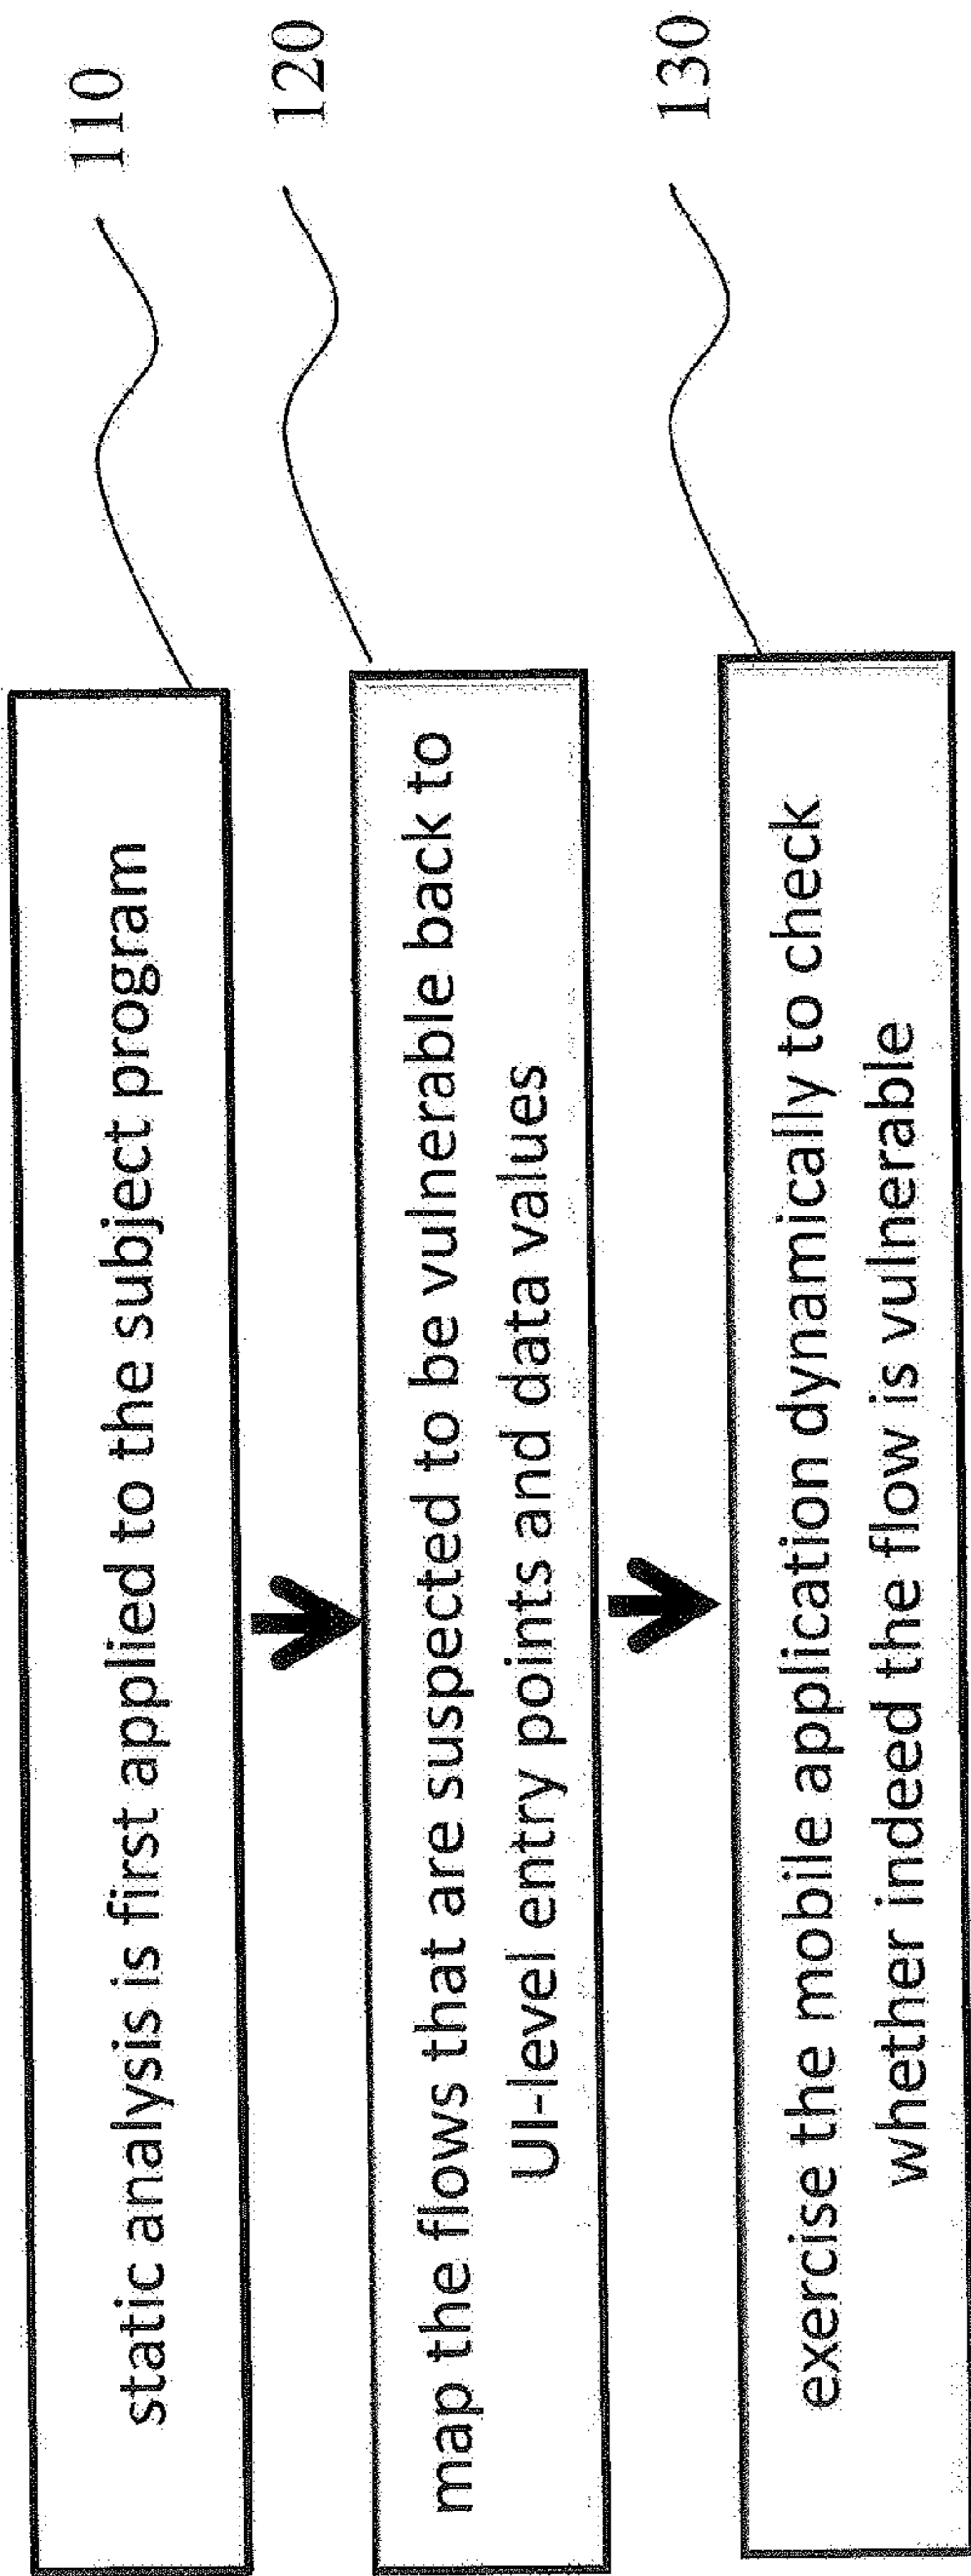 static analysis is first applied to the subject program
110
map the flows that are suspected to be vulnerable back to
UI-level entry points and data values
120
exercise the mobile application dynamically to check
whether indeed the flow is vulnerable
130